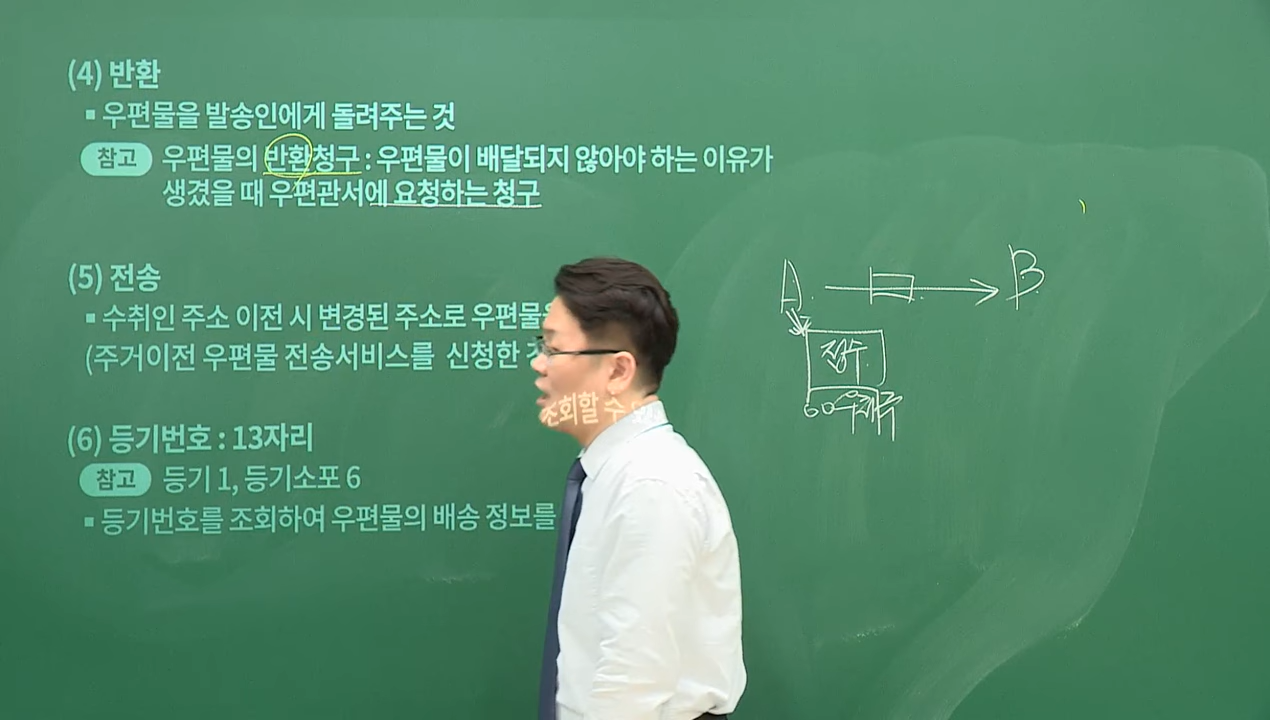 (4) 반환
▪ 우편물을 발송인에게 돌려주는 것
참고 우편물의 반환청구 : 우편물이 배달되지 않아야 하는 이유가
생겼을 때 우편관서에 요청하는 청구
(5) 전송
▪ 수취인 주소 이전 시 변경된 주소로 우편물을
(주거이전 우편물 전송서비스를 신청한
(6) 등기번호 : 13자리
참고 등기 1, 등기소포 6
▪ 등기번호를 조회하여 우편물의 배송 정보를
조회할 수
A B
접수